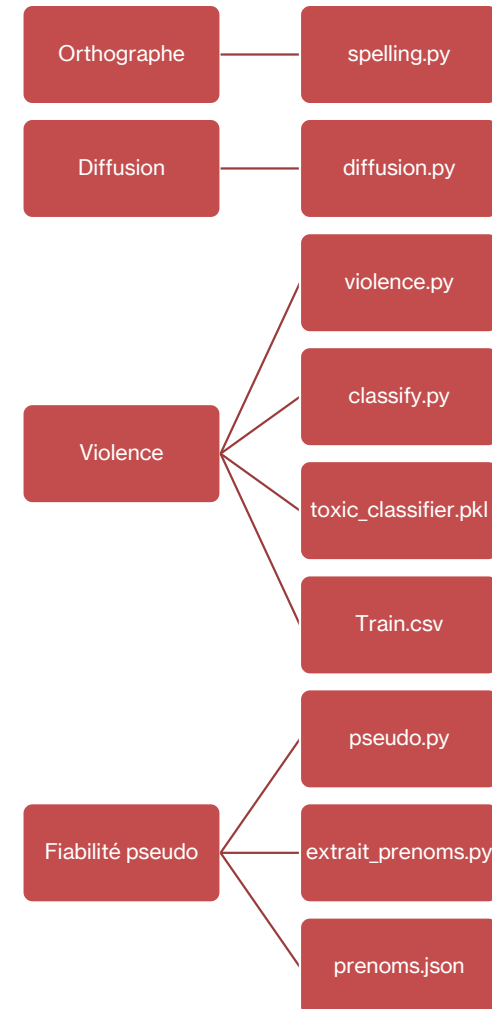 Orthographe
spelling.py
Diffusion
diffusion.py
Violence
violence.py
classify.py
toxic_classifier.pkl
Train.csv
Fiabilité pseudo
pseudo.py
extrait_prenoms.py
prenoms.json